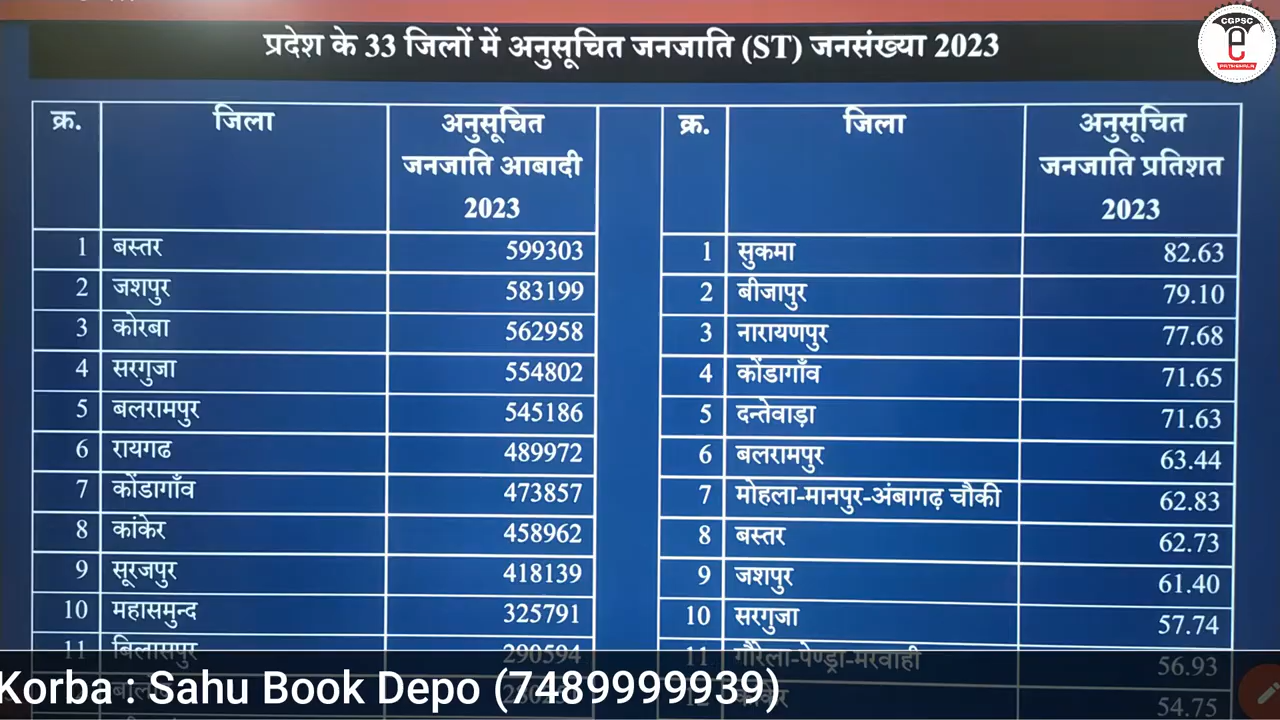 प्रदेश के 33 जिलों में अनुसूचित जनजाति (ST) जनसंख्या 2023
CGPSC
e
PATHSHALA
क्र. जिला अनुसूचित जनजाति आबादी 2023
1 बस्तर 599303
2 जशपुर 583199
3 कोरबा 562958
4 सरगुजा 554802
5 बलरामपुर 545186
6 रायगढ 489972
7 कोंडागाँव 473857
8 कांकेर 458962
9 सूरजपुर 418139
10 महासमुन्द 325791
11 बिलासपुर 290594
क्र. जिला अनुसूचित जनजाति प्रतिशत 2023
1 सुकमा 82.63
2 बीजापुर 79.10
3 नारायणपुर 77.68
4 कोंडागाँव 71.65
5 दन्तेवाड़ा 71.63
6 बलरामपुर 63.44
7 मोहला-मानपुर-अंबागढ़ चौकी 62.83
8 बस्तर 62.73
9 जशपुर 61.40
10 सरगुजा 57.74
11 गौरेला-पेण्ड्रा-मरवाही 56.93
12 कांकेर 54.75
Korba : Sahu Book Depo (7489999939)